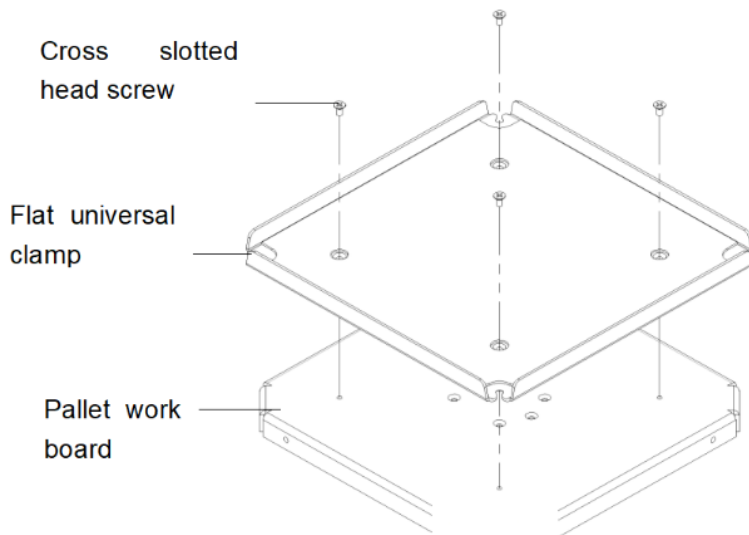 Cross slotted
head screw
Flat universal
clamp
Pallet work
board